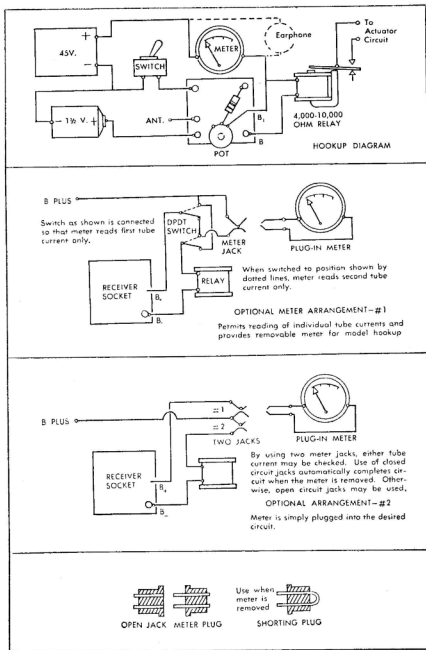 45V.
+
−
SWITCH
METER
Earphone
To
Actuator
Circuit
− 1½ V. +
ANT.
POT
B₁
B
4,000-10,000
OHM RELAY
HOOKUP DIAGRAM
B PLUS
Switch as shown is connected
so that meter reads first tube
current only.
DPDT
SWITCH
METER
JACK
PLUG-IN METER
RECEIVER
SOCKET
RELAY
When switched to position shown by
dotted lines, meter reads second tube
current only.
OPTIONAL METER ARRANGEMENT–#1
Permits reading of individual tube currents and
provides removable meter for model hookup
B PLUS
#1
#2
TWO JACKS
PLUG-IN METER
RECEIVER
SOCKET
B₊
B₋
By using two meter jacks, either tube
current may be checked. Use of closed
circuit jacks automatically completes cir-
cuit when the meter is removed. Other-
wise, open circuit jacks may be used,
OPTIONAL ARRANGEMENT–#2
Meter is simply plugged into the desired
circuit.
Use when
meter is
removed
OPEN JACK METER PLUG SHORTING PLUG